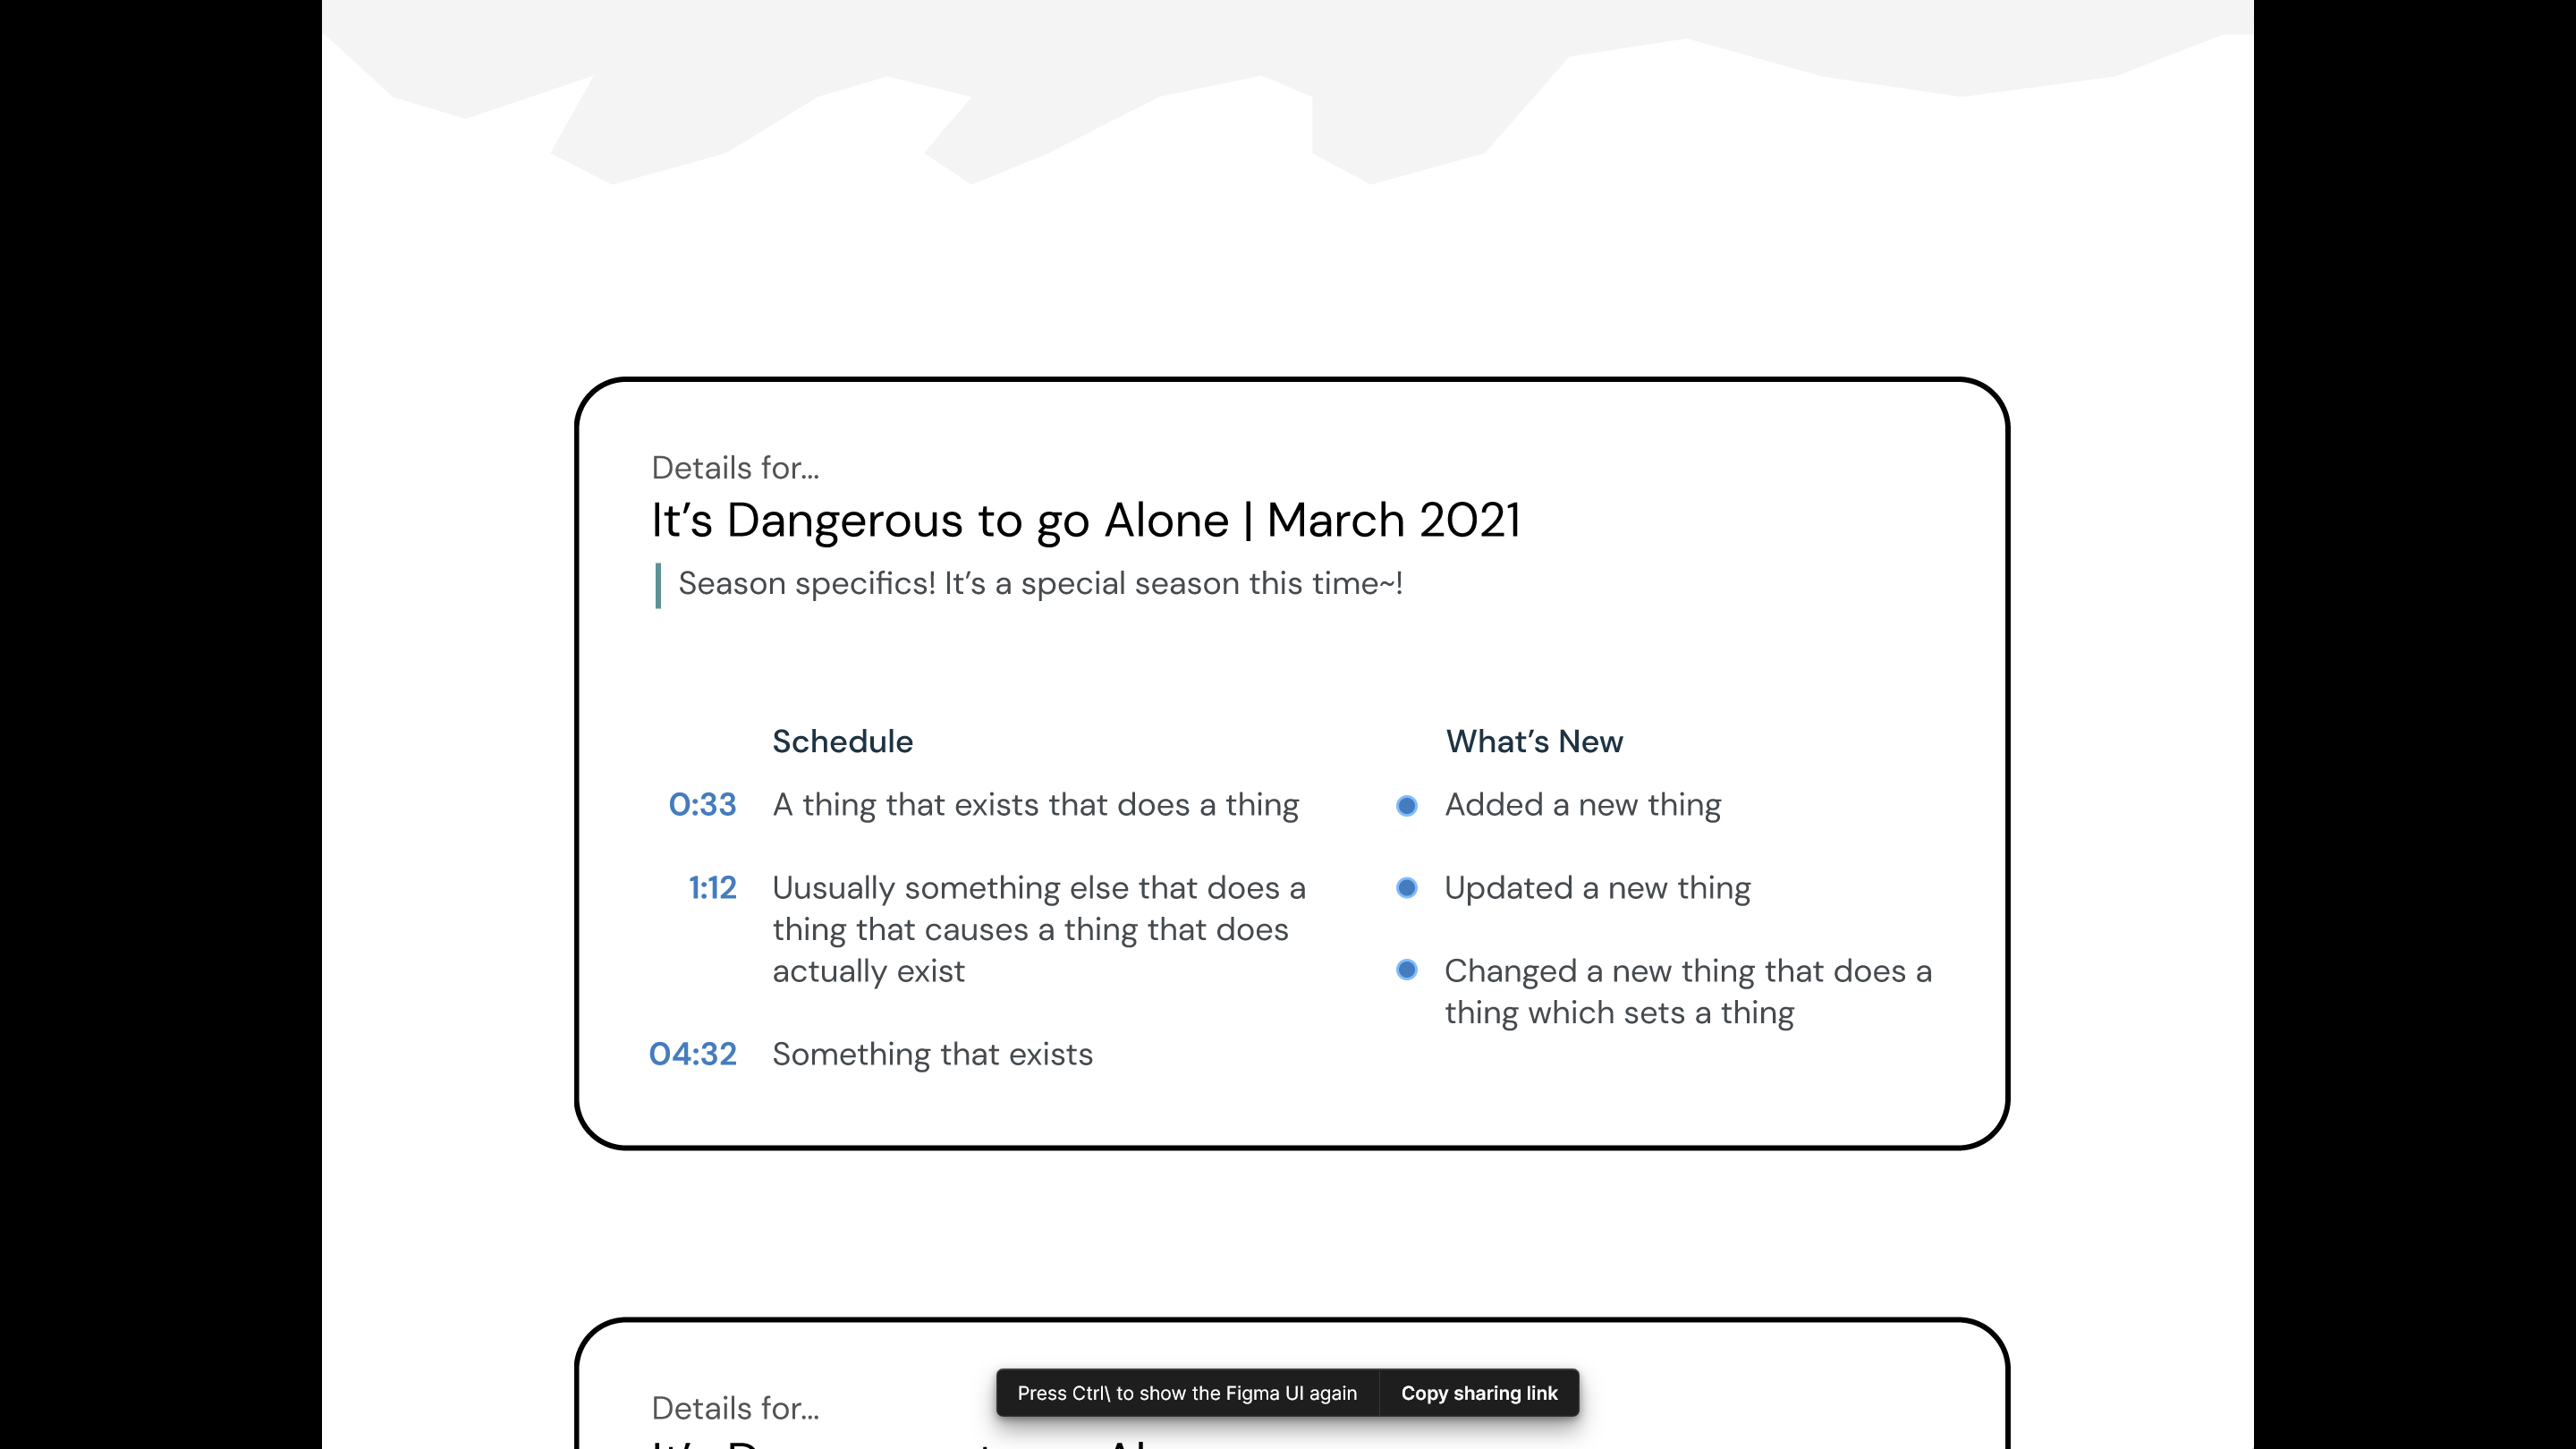 Details for...
It’s Dangerous to go Alone | March 2021
Season specifics! It’s a special season this time~!
Schedule
0:33 A thing that exists that does a thing
1:12 Uusually something else that does a
thing that causes a thing that does
actually exist
04:32 Something that exists
What’s New
Added a new thing
Updated a new thing
Changed a new thing that does a
thing which sets a thing
Details for...
Press Ctrl\ to show the Figma UI again Copy sharing link